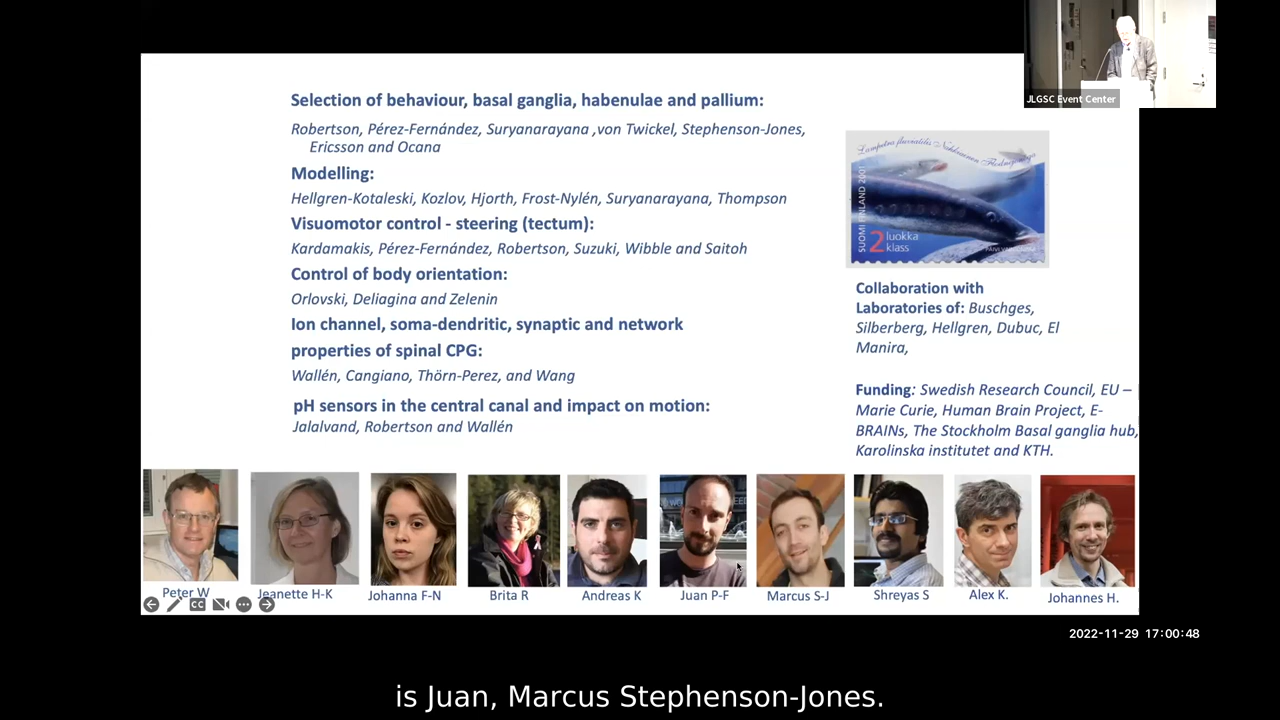 JLGSC Event Center
Selection of behaviour, basal ganglia, habenulae and pallium:
Robertson, Pérez-Fernández, Suryanarayana ,von Twickel, Stephenson-Jones,
Ericsson and Ocana
Modelling:
Hellgren-Kotaleski, Kozlov, Hjorth, Frost-Nylén, Suryanarayana, Thompson
Visuomotor control - steering (tectum):
Kardamakis, Pérez-Fernández, Robertson, Suzuki, Wibble and Saitoh
Control of body orientation:
Orlovski, Deliagina and Zelenin
Ion channel, soma-dendritic, synaptic and network
properties of spinal CPG:
Wallén, Cangiano, Thörn-Perez, and Wang
pH sensors in the central canal and impact on motion:
Jalalvand, Robertson and Wallén
Lampetra fluviatilis
SUOMI FINLAND 2001
2 luokka
klass
Collaboration with
Laboratories of: Buschges,
Silberberg, Hellgren, Dubuc, El
Manira,
Funding: Swedish Research Council, EU –
Marie Curie, Human Brain Project, E-
BRAINs, The Stockholm Basal ganglia hub,
Karolinska institutet and KTH.
Peter W
Jeanette H-K
Johanna F-N
Brita R
Andreas K
Juan P-F
Marcus S-J
Shreyas S
Alex K.
Johannes H.
CC
2022-11-29 17:00:48
is Juan, Marcus Stephenson-Jones.